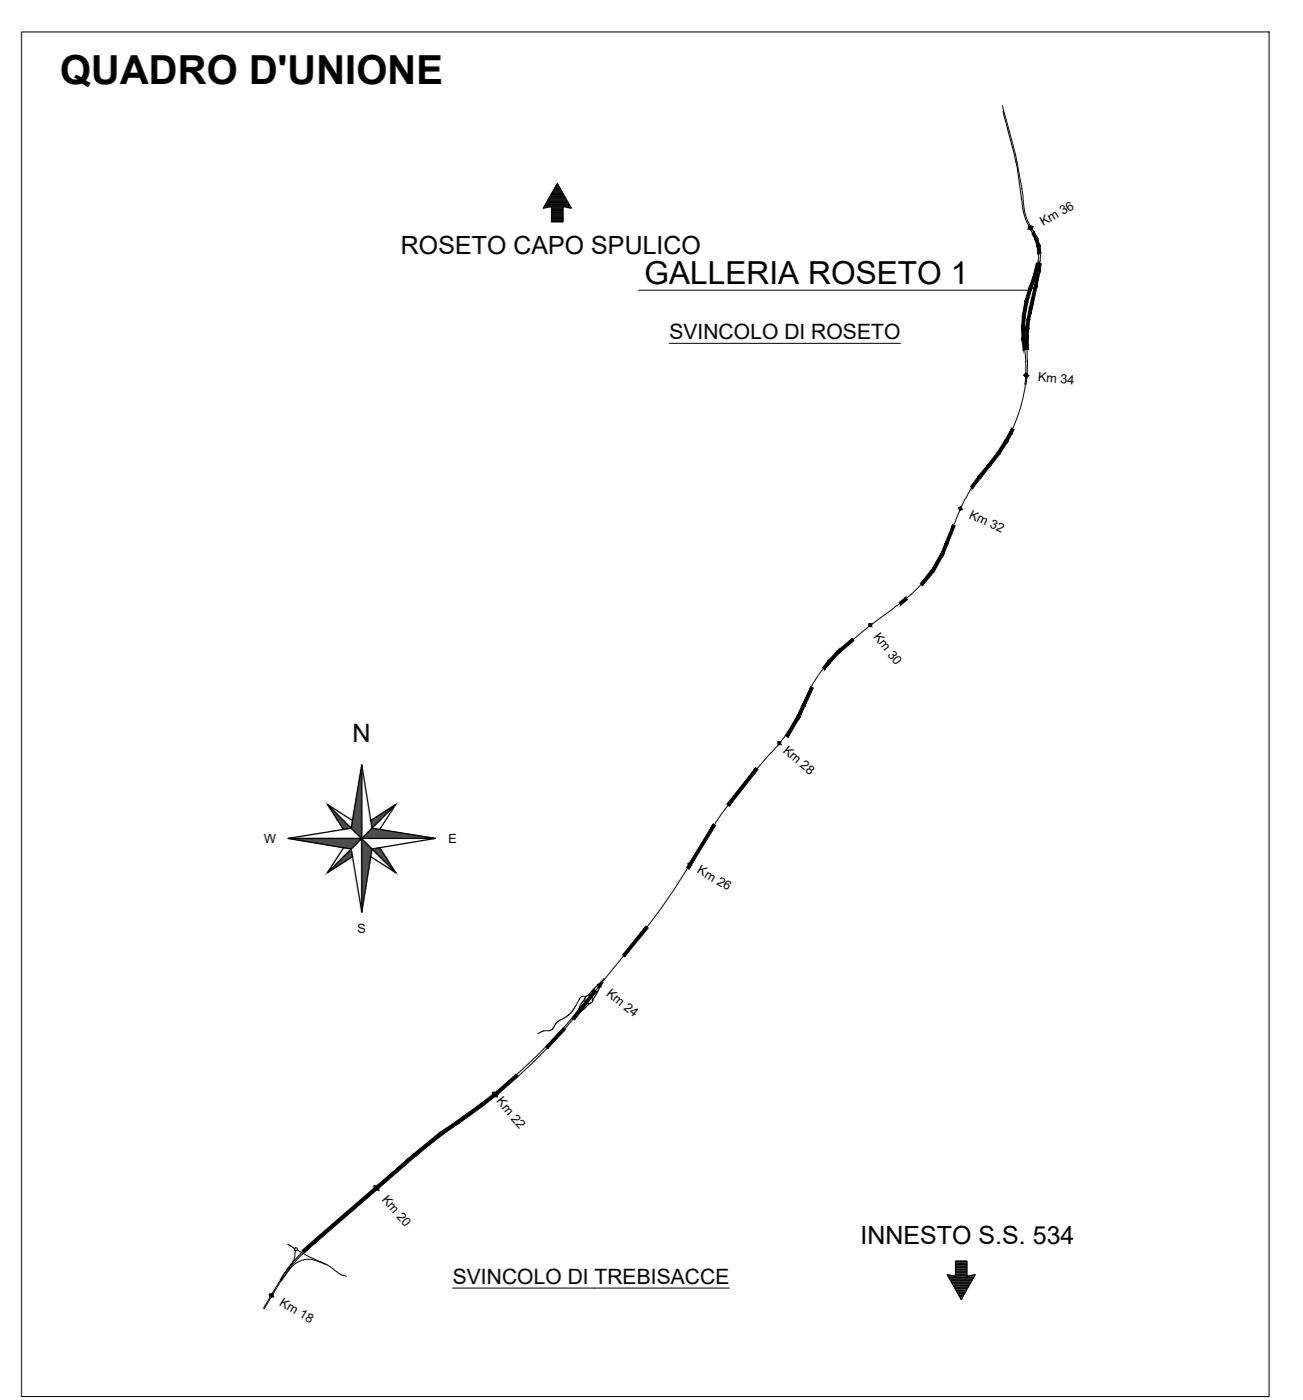 QUADRO D'UNIONE
Km 36
ROSETO CAPO SPULICO
GALLERIA ROSETO 1
SVINCOLO DI ROSETO
Km 34
Km 32
Km 30
N
Km 28
W
E
Km 26
S
Km 24
Km 22
Km 20
INNESTO S.S. 534
SVINCOLO DI TREBISACCE
Km 18